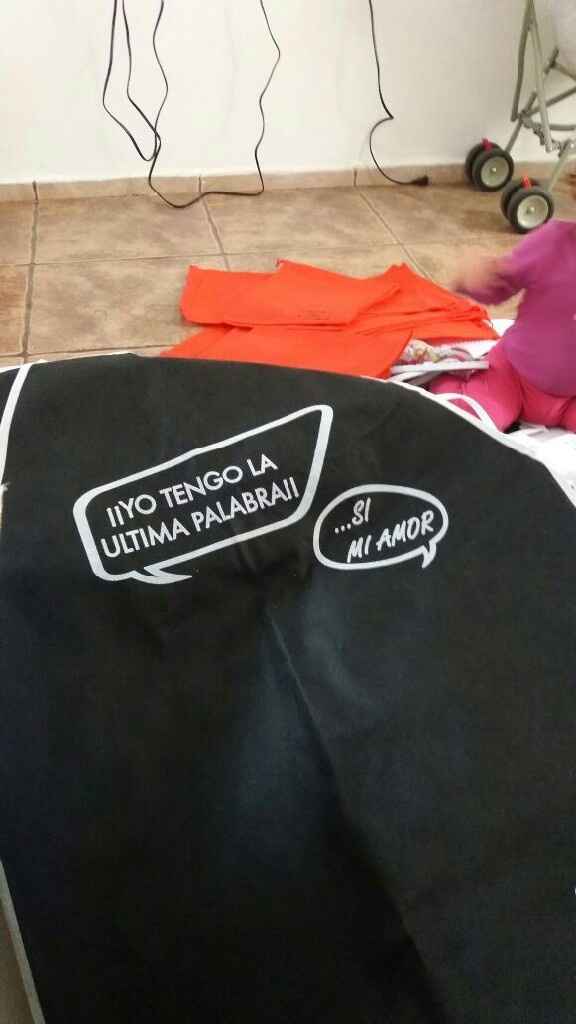 ¡¡YO TENGO LA
ULTIMA PALABRA!!
...SI
MI AMOR